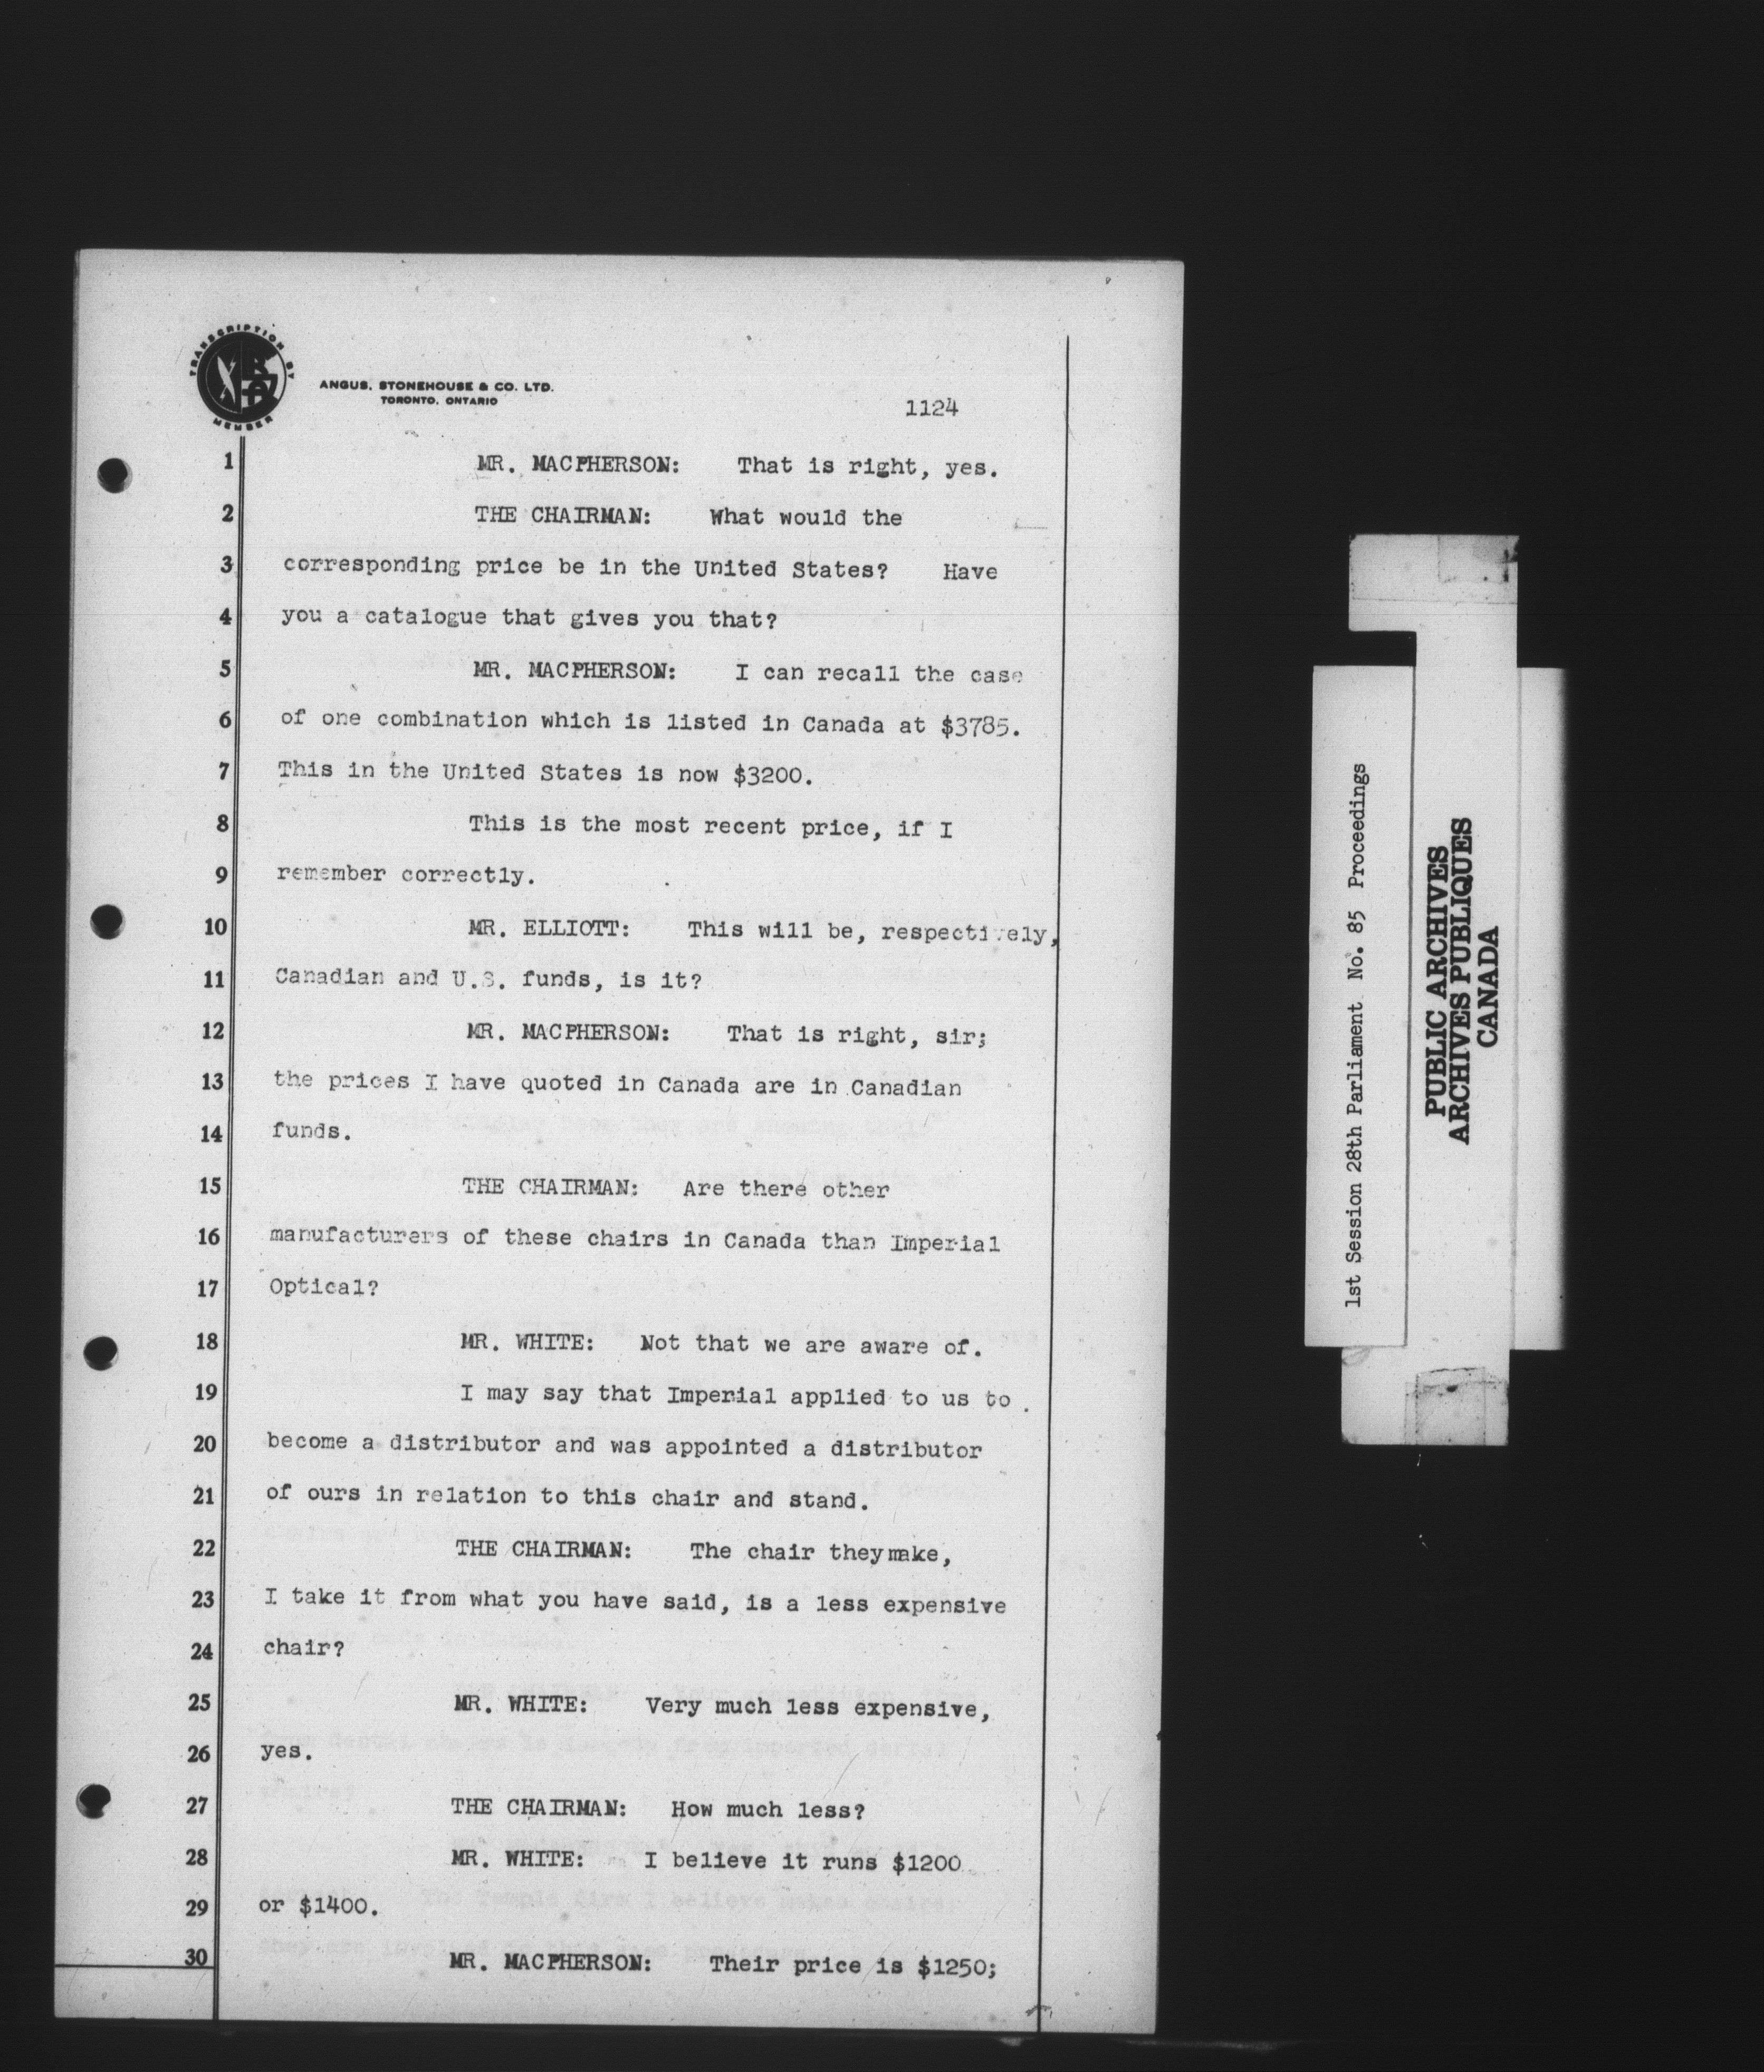 TRANSCRIPTION BY
MEMBER
ANGUS, STONEHOUSE & CO. LTD.
TORONTO, ONTARIO
1124
1 MR. MACPHERSON: That is right, yes.
2 THE CHAIRMAN: What would the
3 corresponding price be in the United States? Have
4 you a catalogue that gives you that?
5 MR. MACPHERSON: I can recall the case
6 of one combination which is listed in Canada at $3785.
7 This in the United States is now $3200.
8 This is the most recent price, if I
9 remember correctly.
10 MR. ELLIOTT: This will be, respectively,
11 Canadian and U.S. funds, is it?
12 MR. MACPHERSON: That is right, sir;
13 the prices I have quoted in Canada are in Canadian
14 funds.
15 THE CHAIRMAN: Are there other
16 manufacturers of these chairs in Canada than Imperial
17 Optical?
18 MR. WHITE: Not that we are aware of.
19 I may say that Imperial applied to us to
20 become a distributor and was appointed a distributor
21 of ours in relation to this chair and stand.
22 THE CHAIRMAN: The chair theymake,
23 I take it from what you have said, is a less expensive
24 chair?
25 MR. WHITE: Very much less expensive,
26 yes.
27 THE CHAIRMAN: How much less?
28 MR. WHITE: I believe it runs $1200
29 or $1400.
30 MR. MACPHERSON: Their price is $1250;
1st Session 28th Parliament No. 85 Proceedings
PUBLIC ARCHIVES
ARCHIVES PUBLIQUES
CANADA